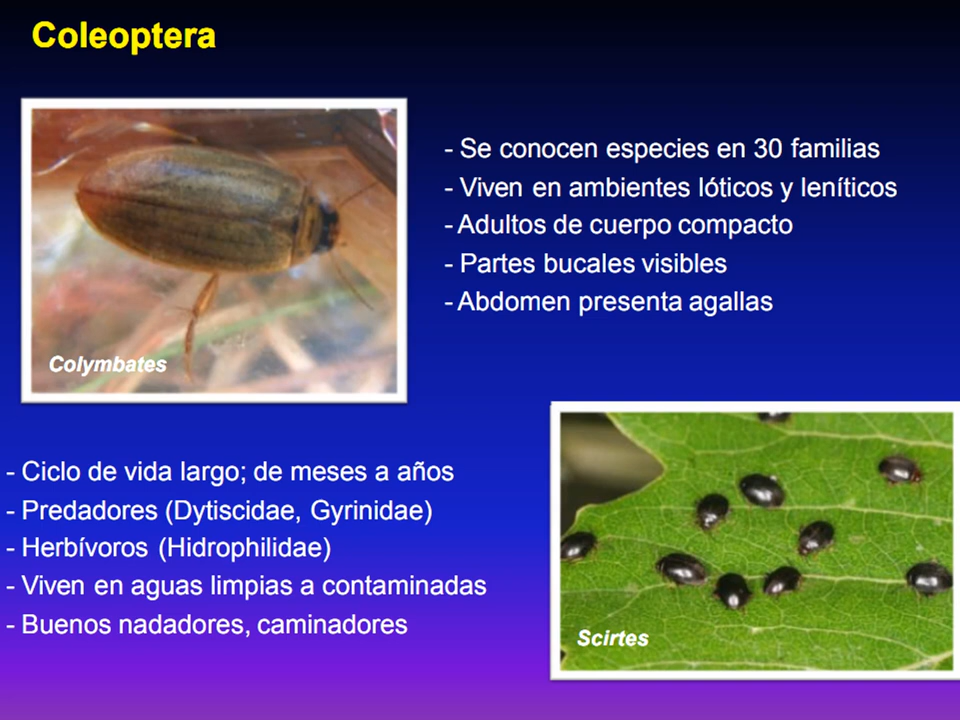 Coleoptera
- Se conocen especies en 30 familias
- Viven en ambientes lóticos y leníticos
- Adultos de cuerpo compacto
- Partes bucales visibles
- Abdomen presenta agallas
Colymbates
- Ciclo de vida largo; de meses a años
- Predadores (Dytiscidae, Gyrinidae)
- Herbívoros (Hidrophilidae)
- Viven en aguas limpias a contaminadas
- Buenos nadadores, caminadores
Scirtes